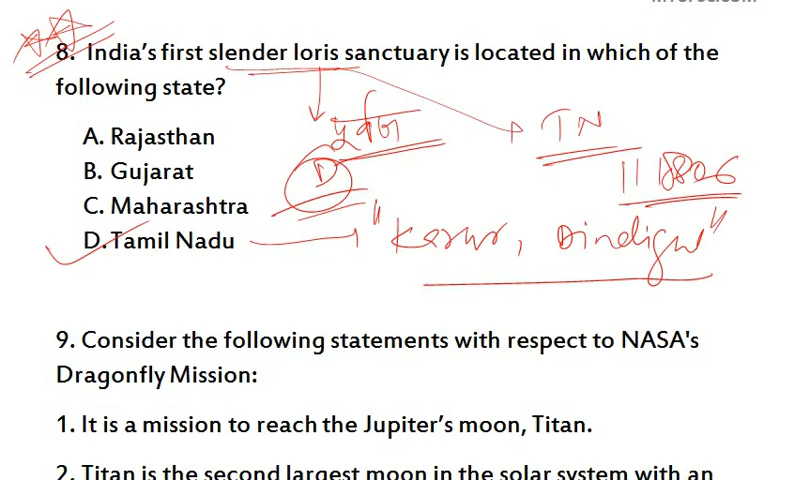 8. India's first slender loris sanctuary is located in which of the
following state?
A. Rajasthan
B. Gujarat
C. Maharashtra
D. Tamil Nadu
D
TN
11806
"Karur, Dindigul"
9. Consider the following statements with respect to NASA's
Dragonfly Mission:
1. It is a mission to reach the Jupiter's moon, Titan.
2. Titan is the second largest moon in the solar system with an